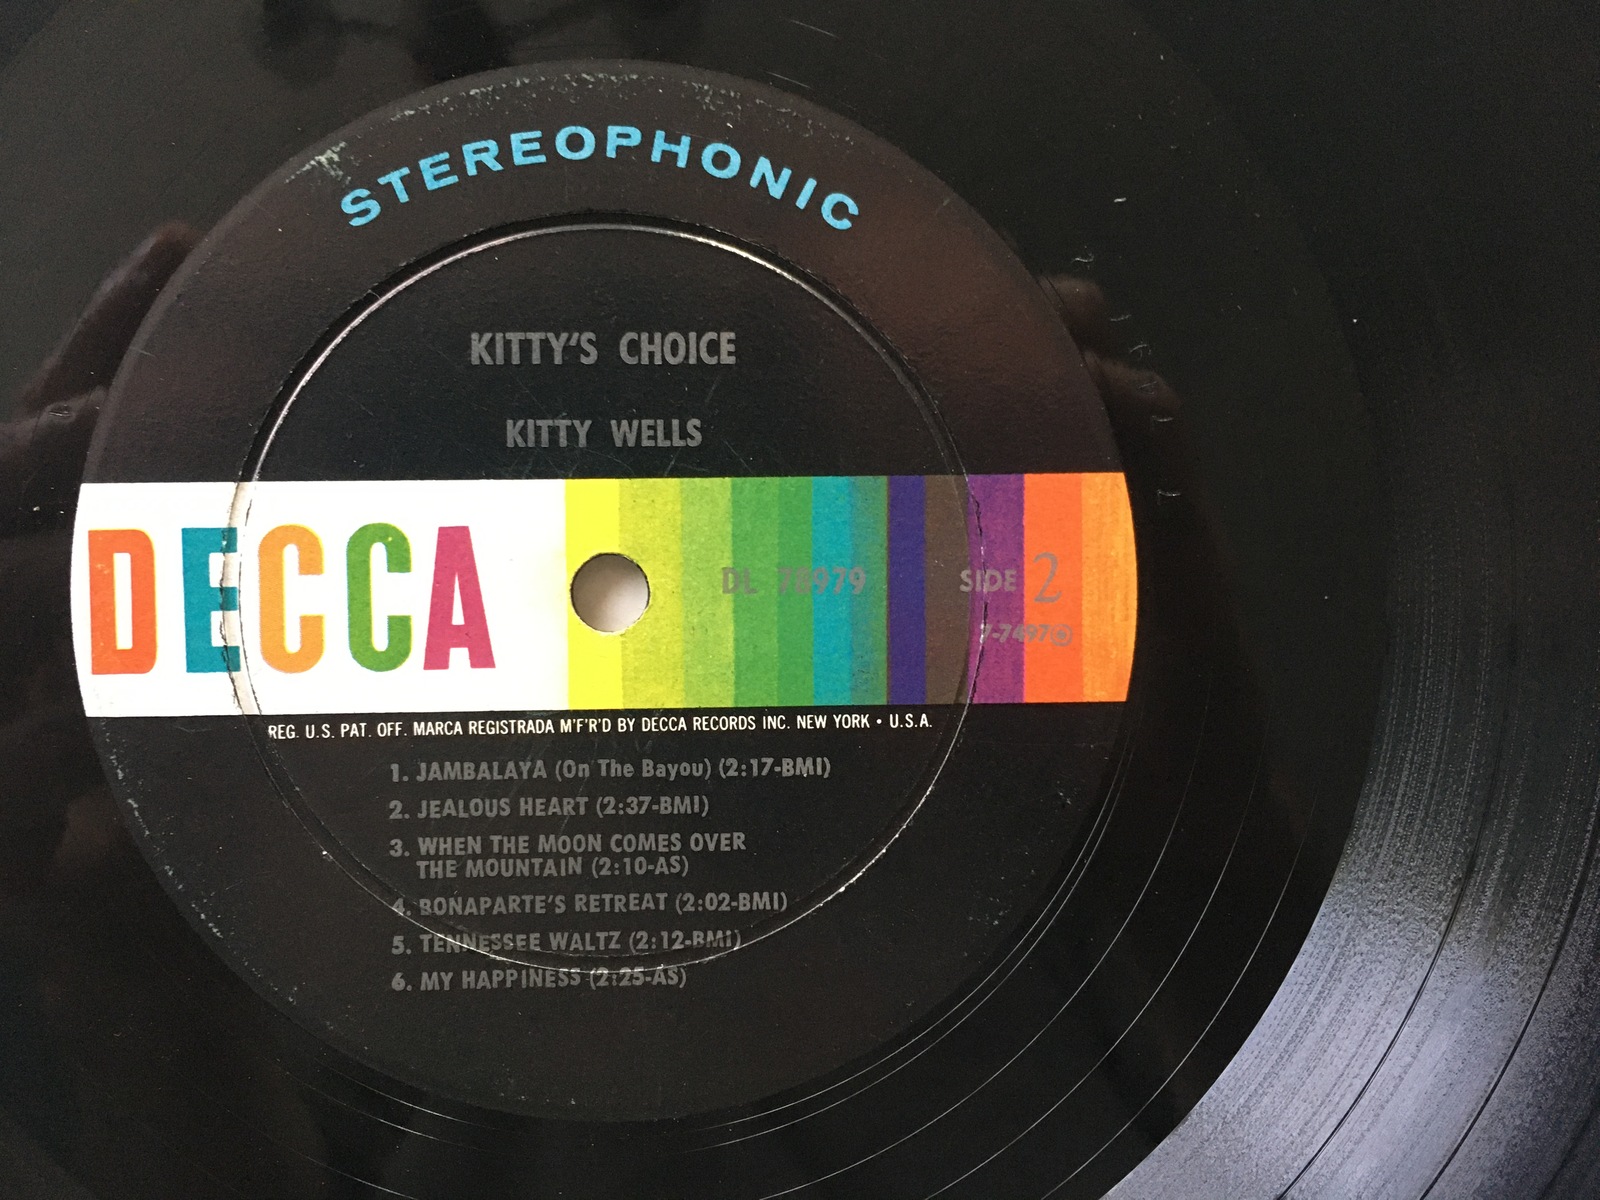 STEREOPHONIC
KITTY'S CHOICE
KITTY WELLS
DECCA
DL 78979
SIDE 2
7-7497
REG. U.S. PAT. OFF. MARCA REGISTRADA M'F'R'D BY DECCA RECORDS INC. NEW YORK • U.S.A.
1. JAMBALAYA (On The Bayou) (2:17-BMI)
2. JEALOUS HEART (2:37-BMI)
3. WHEN THE MOON COMES OVER
THE MOUNTAIN (2:10-AS)
4. BONAPARTE'S RETREAT (2:02-BMI)
5. TENNESSEE WALTZ (2:12-BMI)
6. MY HAPPINESS (2:25-AS)